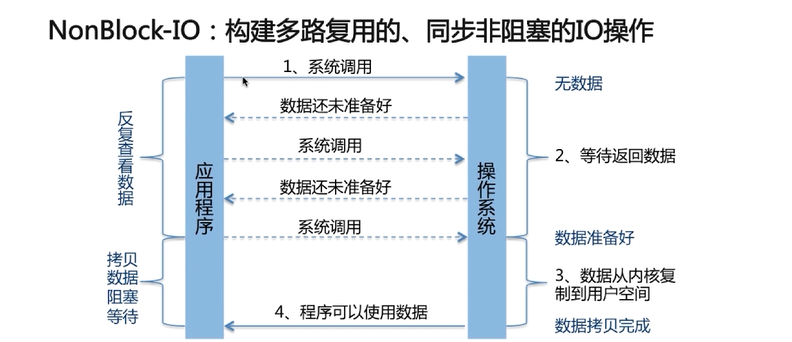 NonBlock-IO：构建多路复用的、同步非阻塞的IO操作
1、系统调用
无数据
数据还未准备好
反复查看数据
系统调用
2、等待返回数据
应用程序
操作系统
数据还未准备好
系统调用
数据准备好
拷贝
数据
阻塞
等待
3、数据从内核复
制到用户空间
4、程序可以使用数据
数据拷贝完成